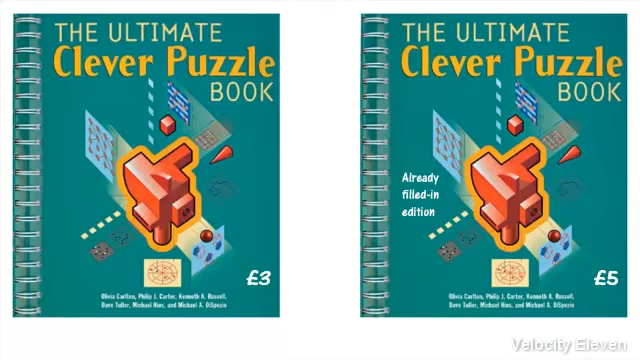 THE ULTIMATE
Clever Puzzle
BOOK
£3
Olivia Carlton, Philip J. Carter, Kenneth A. Russell,
Dave Tuller, Michael Rios, and Michael A. DiSpezio
THE ULTIMATE
Clever Puzzle
BOOK
Already
filled-in
edition
£5
Olivia Carlton, Philip J. Carter, Kenneth A. Russell,
Dave Tuller, Michael Rios, and Michael A. DiSpezio
Velocity Eleven